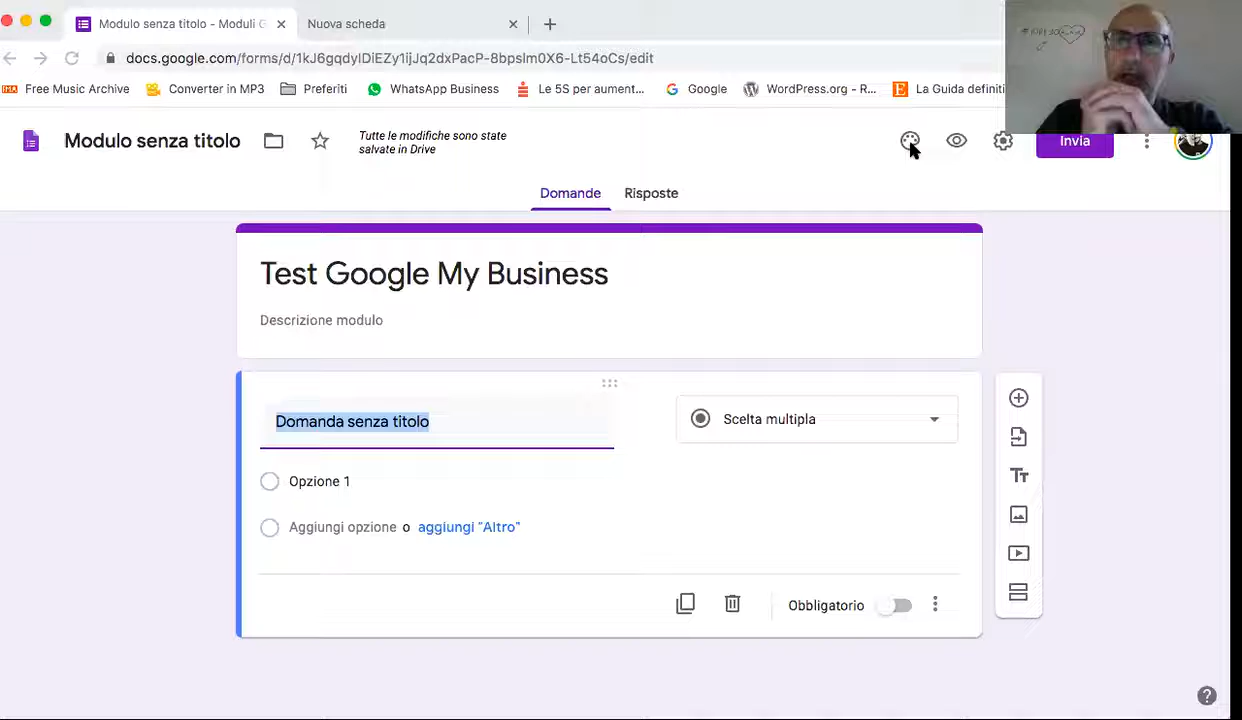 Modulo senza titolo - Moduli G
Nuova scheda
docs.google.com/forms/d/1kJ6gqdyIDiEZy1ijJq2dxPacP-8bpsIm0X6-Lt54oCs/edit
Free Music Archive
Converter in MP3
Preferiti
WhatsApp Business
Le 5S per aument...
Google
WordPress.org - R...
La Guida definiti
Modulo senza titolo
Tutte le modifiche sono state
salvate in Drive
Invia
Domande
Risposte
Test Google My Business
Descrizione modulo
Domanda senza titolo
Scelta multipla
Opzione 1
Aggiungi opzione o aggiungi "Altro"
Obbligatorio